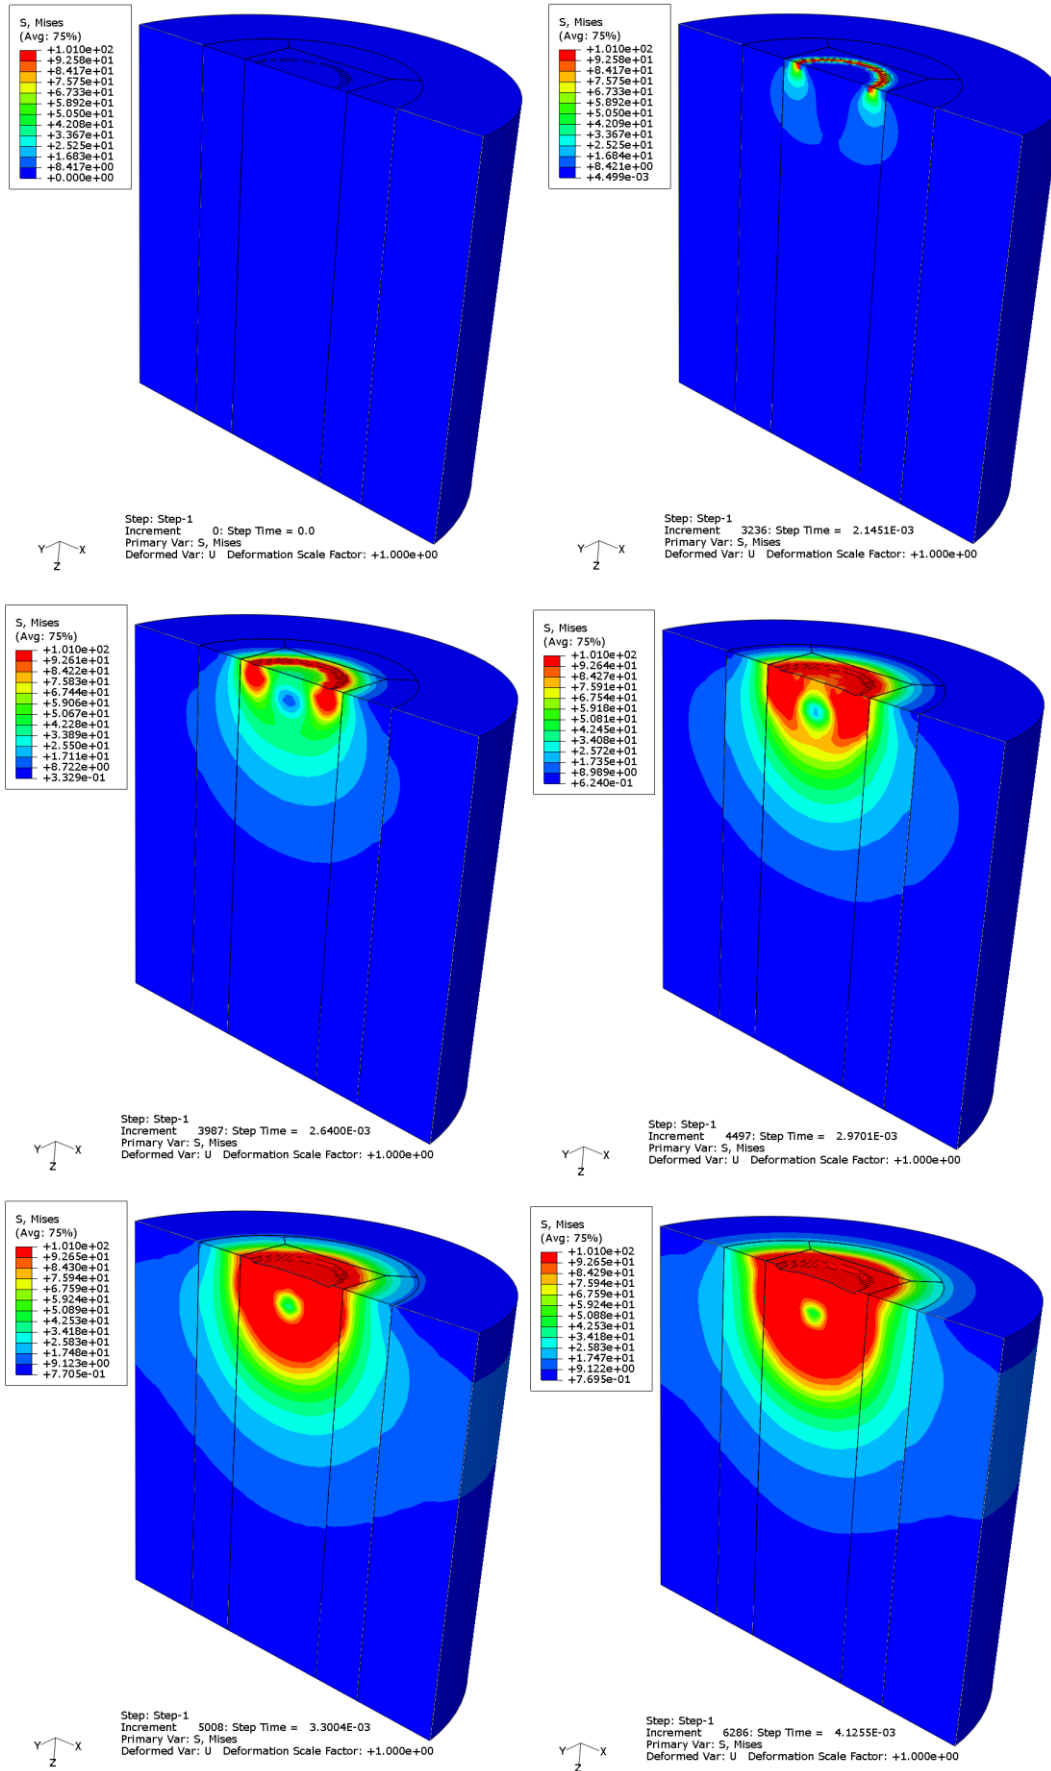 S, Mises
(Avg: 75%)
+1.010e+02
+9.258e+01
+8.417e+01
+7.575e+01
+6.733e+01
+5.892e+01
+5.050e+01
+4.208e+01
+3.367e+01
+2.525e+01
+1.683e+01
+8.417e+00
+0.000e+00
Step: Step-1
Increment 0: Step Time = 0.0
Primary Var: S, Mises
Deformed Var: U Deformation Scale Factor: +1.000e+00
Y X
Z
S, Mises
(Avg: 75%)
+1.010e+02
+9.258e+01
+8.417e+01
+7.575e+01
+6.733e+01
+5.892e+01
+5.050e+01
+4.209e+01
+3.367e+01
+2.525e+01
+1.684e+01
+8.421e+00
+4.499e-03
Step: Step-1
Increment 3236: Step Time = 2.1451E-03
Primary Var: S, Mises
Deformed Var: U Deformation Scale Factor: +1.000e+00
Y X
Z
S, Mises
(Avg: 75%)
+1.010e+02
+9.261e+01
+8.422e+01
+7.583e+01
+6.744e+01
+5.906e+01
+5.067e+01
+4.228e+01
+3.389e+01
+2.550e+01
+1.711e+01
+8.722e+00
+3.329e-01
Step: Step-1
Increment 3987: Step Time = 2.6400E-03
Primary Var: S, Mises
Deformed Var: U Deformation Scale Factor: +1.000e+00
Y X
Z
S, Mises
(Avg: 75%)
+1.010e+02
+9.264e+01
+8.427e+01
+7.591e+01
+6.754e+01
+5.918e+01
+5.081e+01
+4.245e+01
+3.408e+01
+2.572e+01
+1.735e+01
+8.989e+00
+6.240e-01
Step: Step-1
Increment 4497: Step Time = 2.9701E-03
Primary Var: S, Mises
Deformed Var: U Deformation Scale Factor: +1.000e+00
Y X
Z
S, Mises
(Avg: 75%)
+1.010e+02
+9.265e+01
+8.430e+01
+7.594e+01
+6.759e+01
+5.924e+01
+5.089e+01
+4.253e+01
+3.418e+01
+2.583e+01
+1.748e+01
+9.123e+00
+7.705e-01
Step: Step-1
Increment 5008: Step Time = 3.3004E-03
Primary Var: S, Mises
Deformed Var: U Deformation Scale Factor: +1.000e+00
Y X
Z
S, Mises
(Avg: 75%)
+1.010e+02
+9.265e+01
+8.429e+01
+7.594e+01
+6.759e+01
+5.924e+01
+5.088e+01
+4.253e+01
+3.418e+01
+2.583e+01
+1.747e+01
+9.122e+00
+7.695e-01
Step: Step-1
Increment 6286: Step Time = 4.1255E-03
Primary Var: S, Mises
Deformed Var: U Deformation Scale Factor: +1.000e+00
Y X
Z